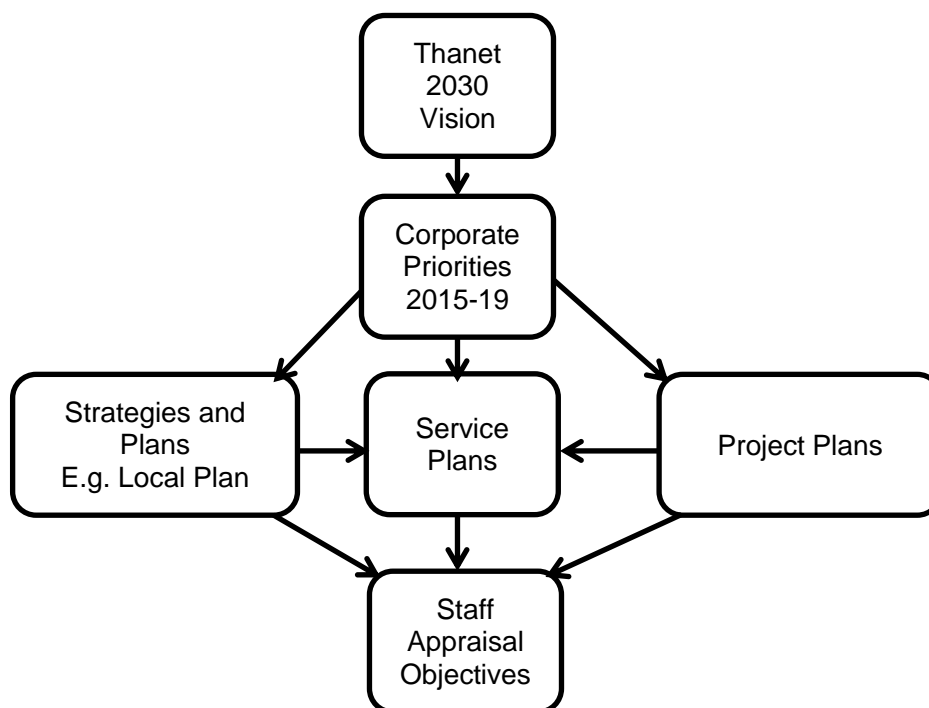 Thanet
2030
Vision
Corporate
Priorities
2015-19
Strategies and
Plans
E.g. Local Plan
Service
Plans
Project Plans
Staff
Appraisal
Objectives